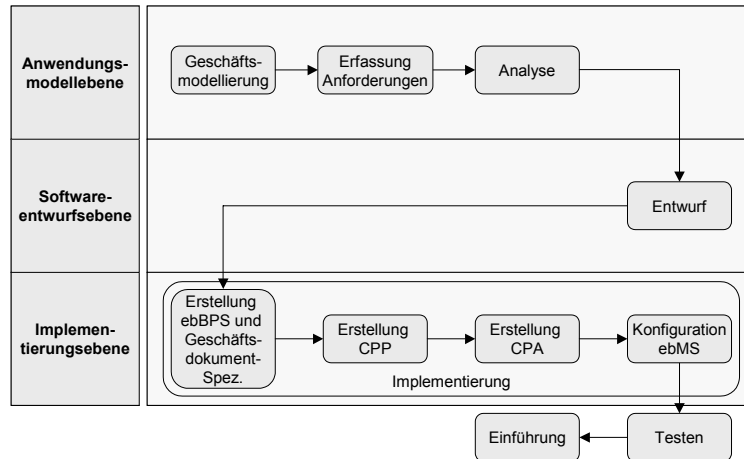 Anwendungs-
modellebene
Geschäfts-
modellierung
Erfassung
Anforderungen
Analyse
Software-
entwurfsebene
Entwurf
Implemen-
tierungsebene
Erstellung
ebBPS und
Geschäfts-
dokument-
Spez.
Erstellung
CPP
Erstellung
CPA
Konfiguration
ebMS
Implementierung
Einführung
Testen